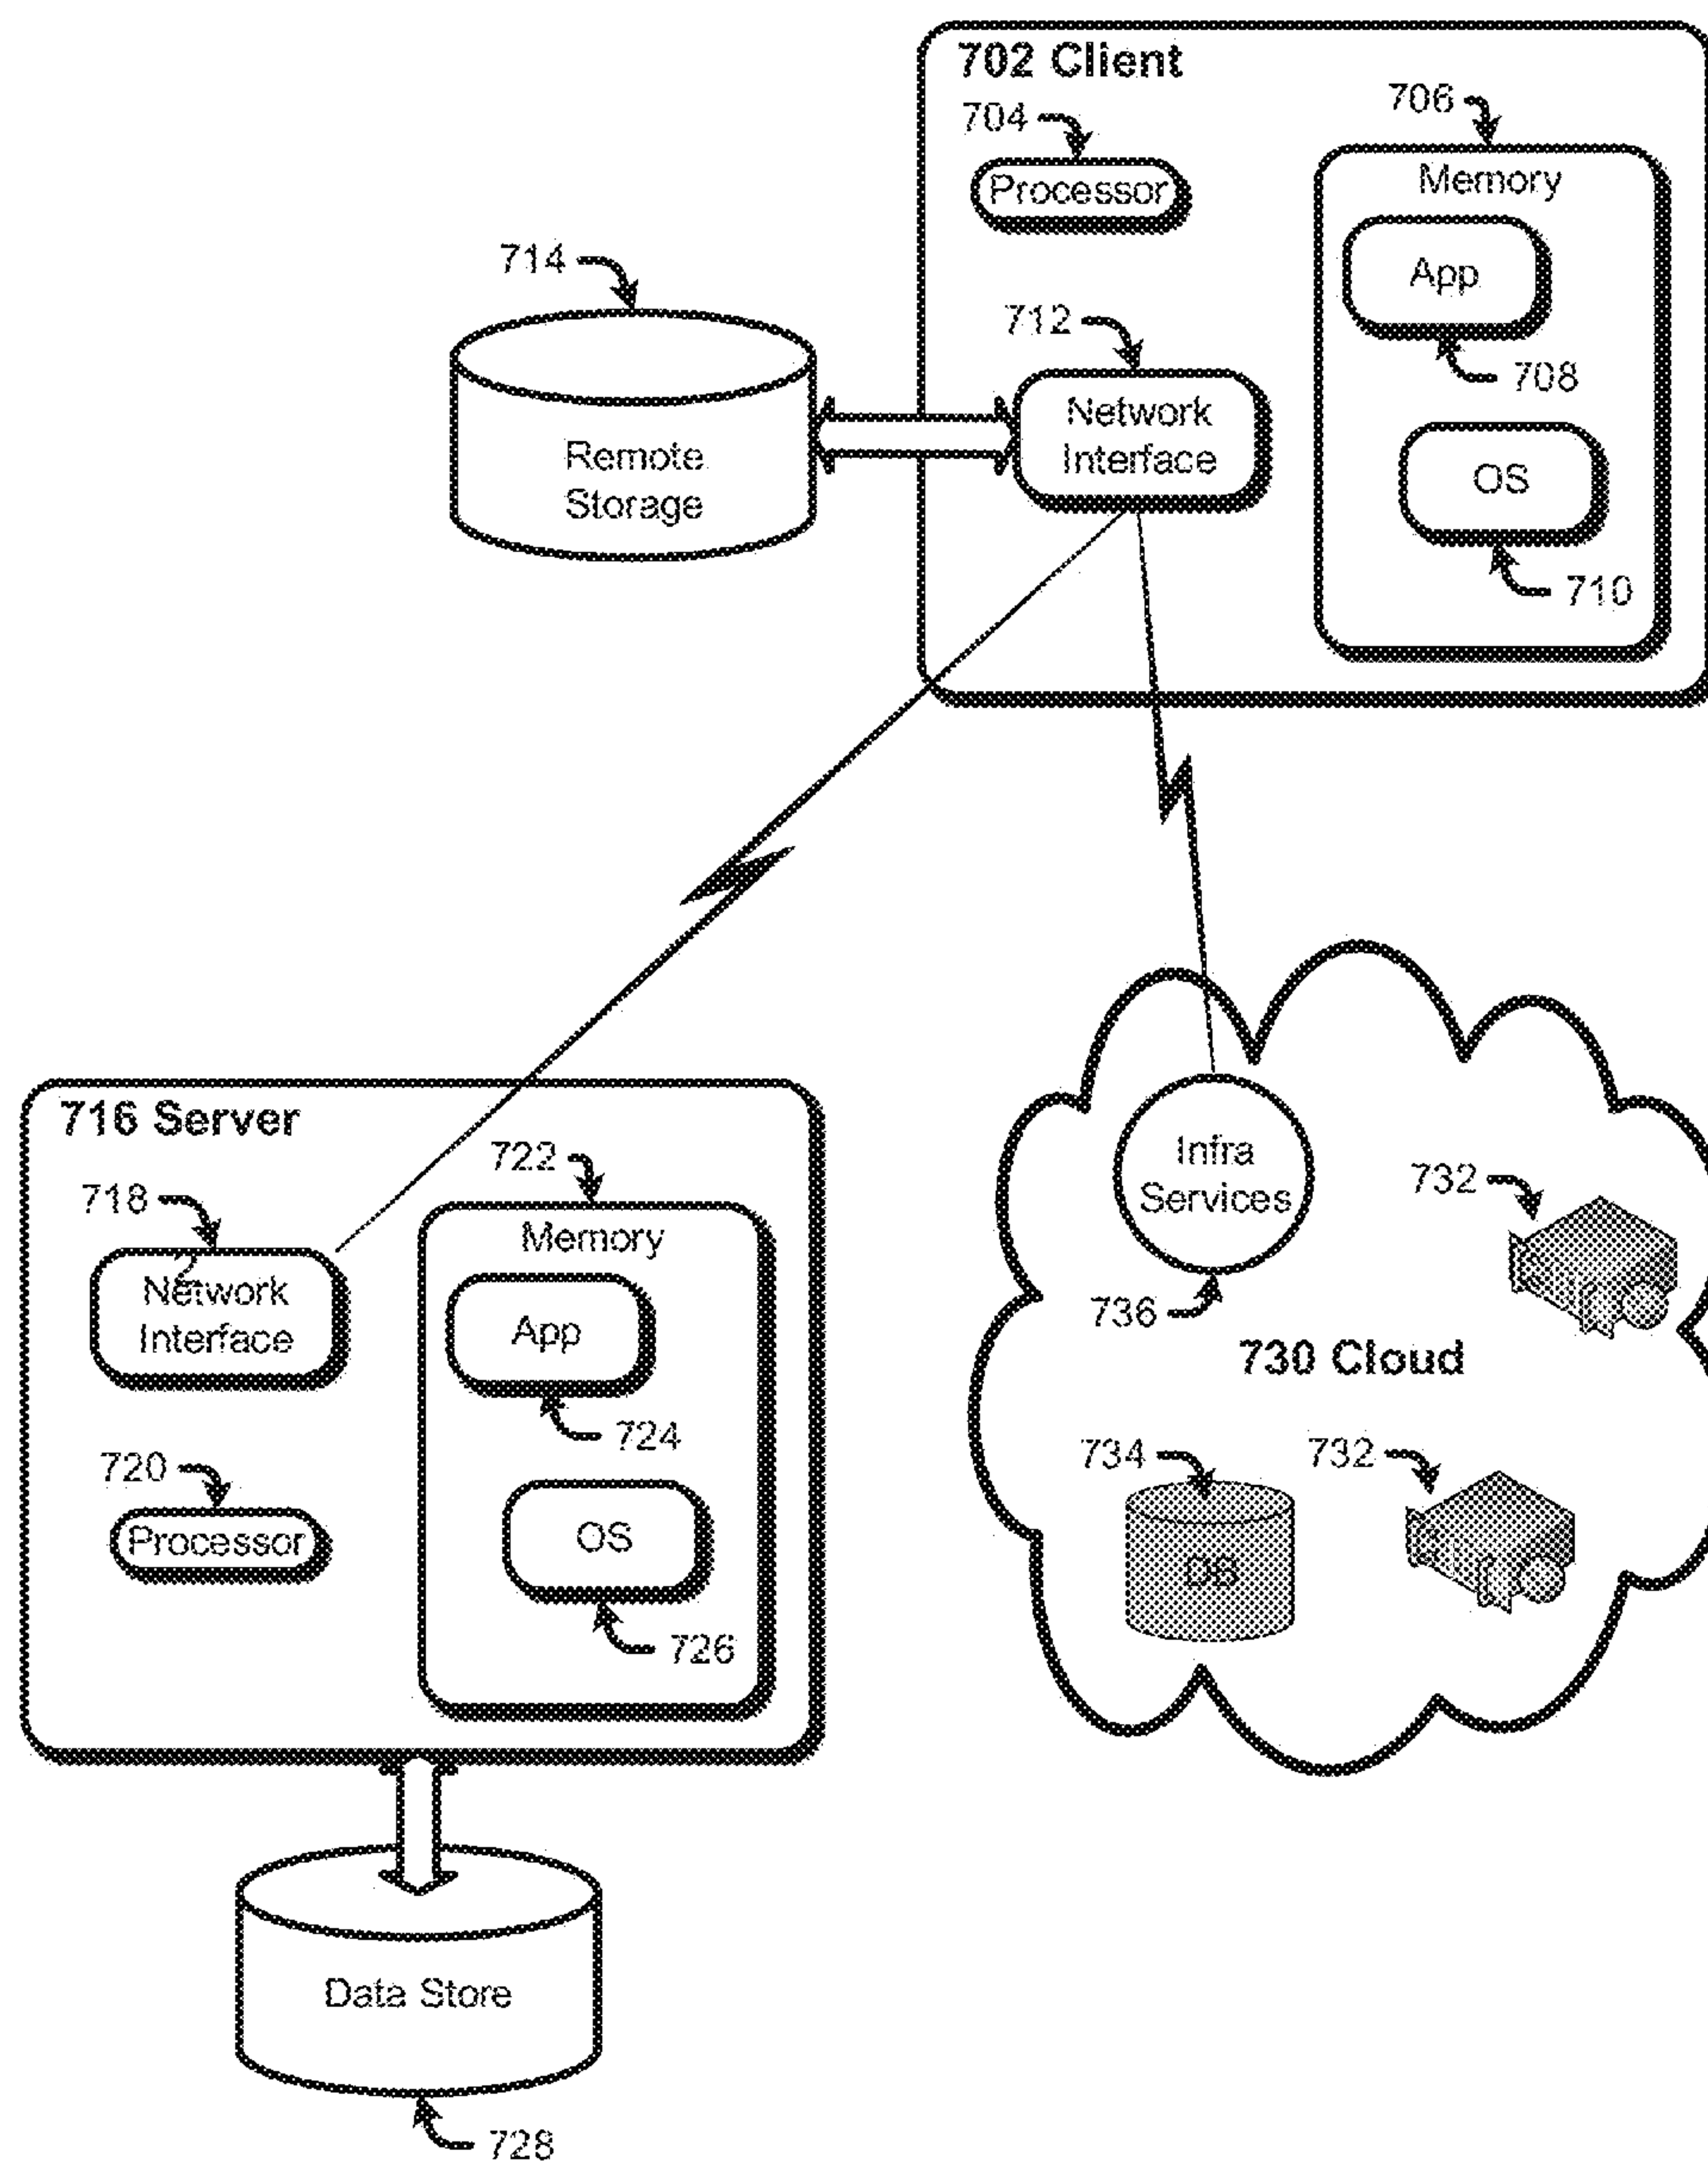 702 Client
704
Processor
706
Memory
App
708
OS
710
712
Network
Interface
714
Remote
Storage
716 Server
718
2
Network
Interface
720
Processor
722
Memory
App
724
OS
726
Data Store
728
Infra
Services
736
732
730 Cloud
734
DB
732